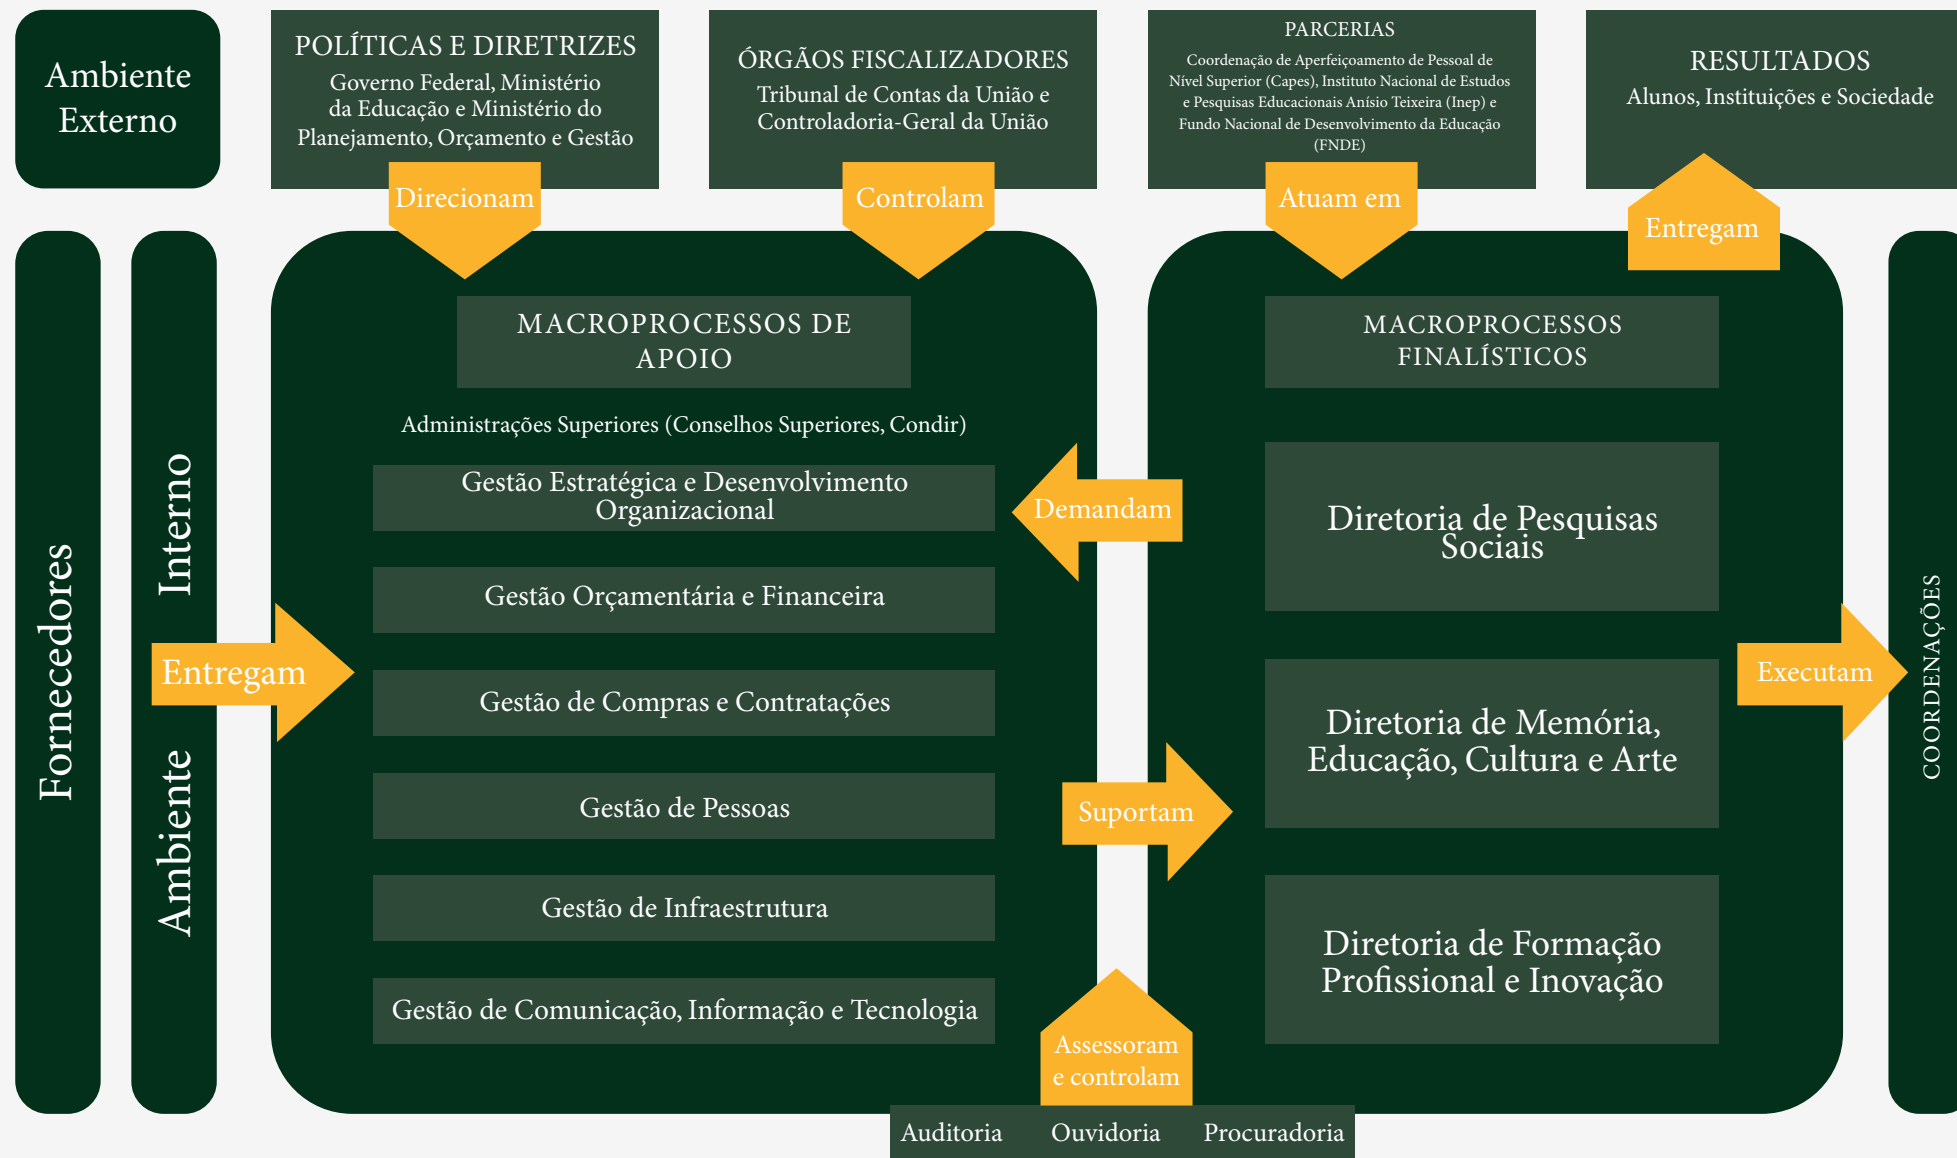 Ambiente
Externo
POLÍTICAS E DIRETRIZES
Governo Federal, Ministério
da Educação e Ministério do
Planejamento, Orçamento e Gestão
Direcionam
ÓRGÃOS FISCALIZADORES
Tribunal de Contas da União e
Controladoria-Geral da União
Controlam
PARCERIAS
Coordenação de Aperfeiçoamento de Pessoal de
Nível Superior (Capes), Instituto Nacional de Estudos
e Pesquisas Educacionais Anísio Teixeira (Inep) e
Fundo Nacional de Desenvolvimento da Educação
(FNDE)
Atuam em
RESULTADOS
Alunos, Instituições e Sociedade
Entregam
Fornecedores
Ambiente Interno
Entregam
MACROPROCESSOS DE
APOIO
Administrações Superiores (Conselhos Superiores, Condir)
Gestão Estratégica e Desenvolvimento
Organizacional
Gestão Orçamentária e Financeira
Gestão de Compras e Contratações
Gestão de Pessoas
Gestão de Infraestrutura
Gestão de Comunicação, Informação e Tecnologia
Demandam
Suportam
Assessoram
e controlam
MACROPROCESSOS
FINALÍSTICOS
Diretoria de Pesquisas
Sociais
Diretoria de Memória,
Educação, Cultura e Arte
Diretoria de Formação
Profissional e Inovação
Executam
COORDENAÇÕES
Auditoria Ouvidoria Procuradoria